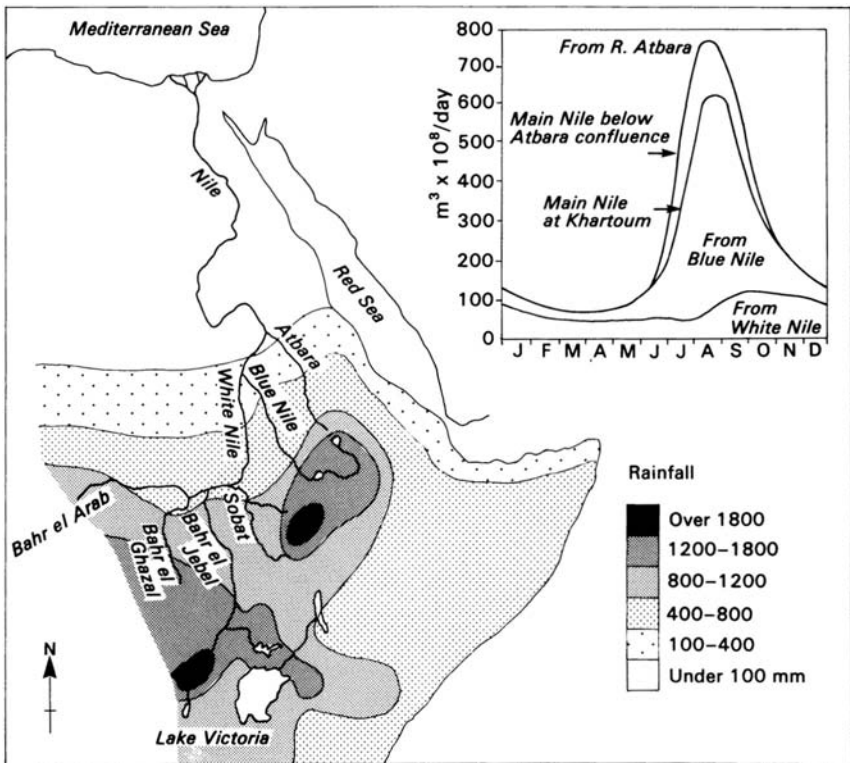 Mediterranean Sea
Nile
Red Sea
Atbara
White Nile
Blue Nile
Sobat
Bahr el Arab
Bahr el
Ghazal
Bahr el
Jebel
Lake Victoria
N
m³ x 10⁸/day
800
700
600
500
400
300
200
100
0
J F M A M J J A S O N D
From R. Atbara
Main Nile below
Atbara confluence
Main Nile
at Khartoum
From
Blue Nile
From
White Nile
Rainfall
Over 1800
1200–1800
800–1200
400–800
100–400
Under 100 mm